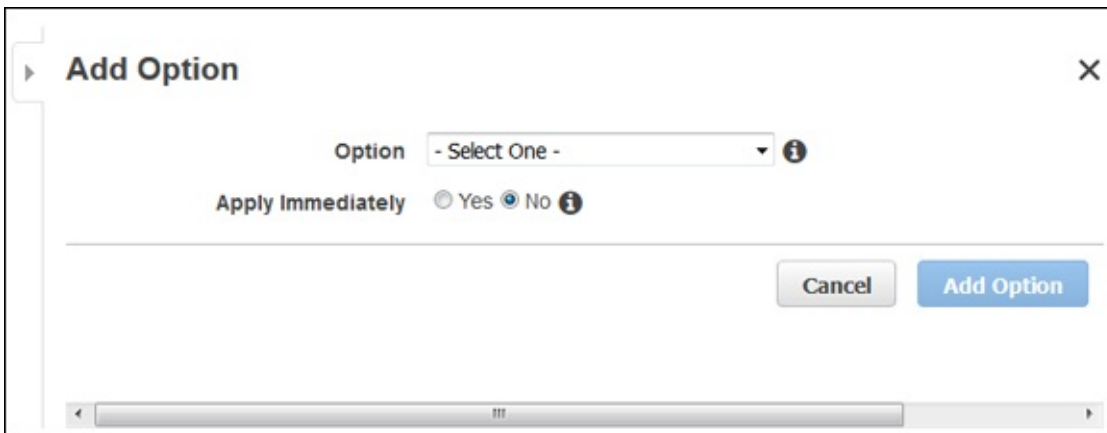 Add Option
Option - Select One -
Apply Immediately Yes No
Cancel Add Option